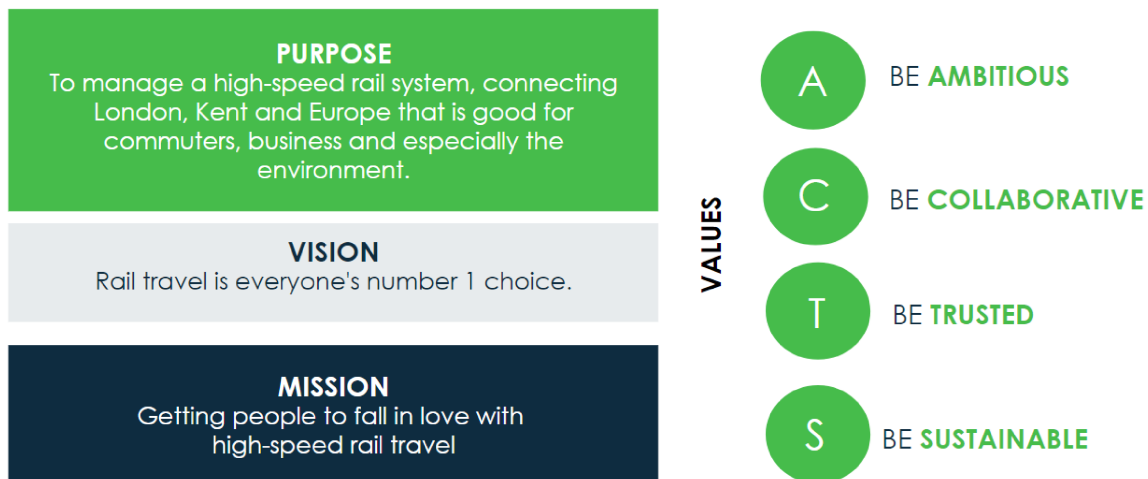 PURPOSE
To manage a high-speed rail system, connecting
London, Kent and Europe that is good for
commuters, business and especially the
environment.
VISION
Rail travel is everyone's number 1 choice.
MISSION
Getting people to fall in love with
high-speed rail travel
VALUES
A BE AMBITIOUS
C BE COLLABORATIVE
T BE TRUSTED
S BE SUSTAINABLE